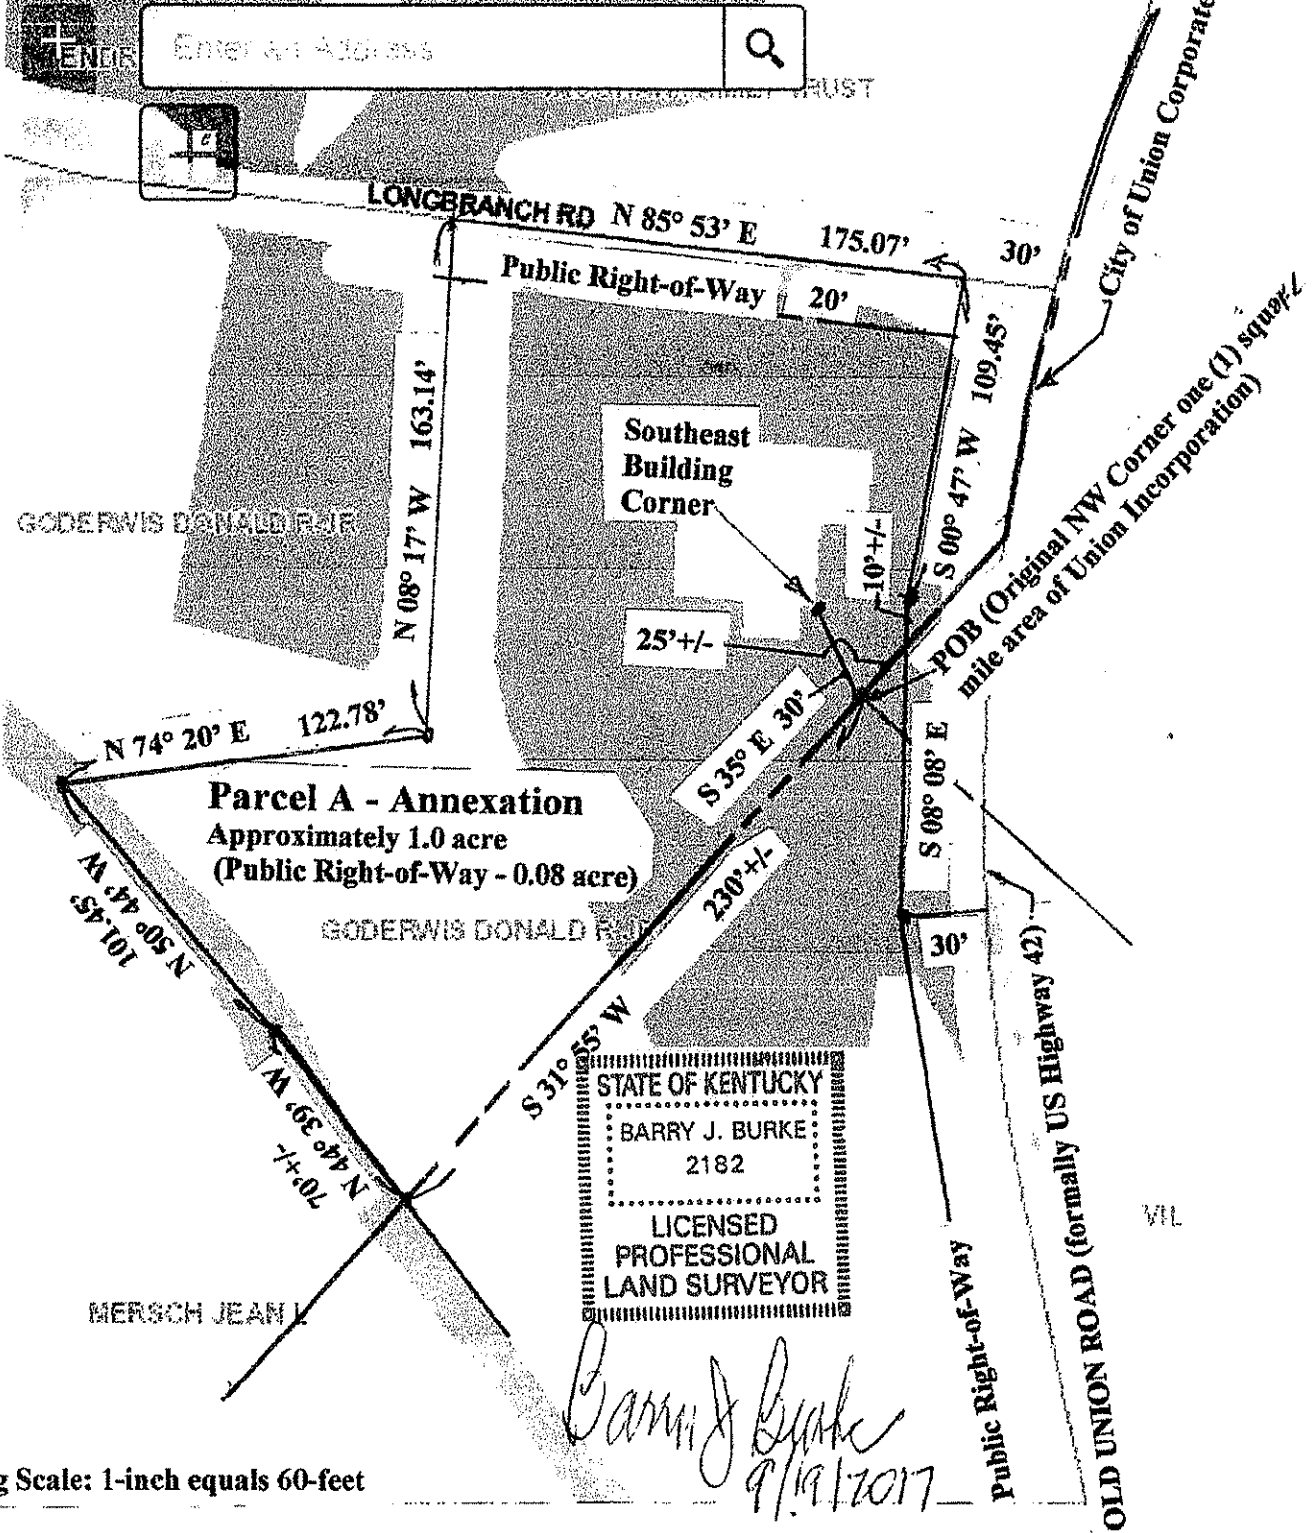 ENDR
Enter an Address
TRUST
LONGBRANCH RD
N 85° 53' E
175.07'
30'
City of Union Corporate
Public Right-of-Way
20'
109.45'
S 00° 47' W
163.14'
N 08° 17' W
Southeast
Building
Corner
10'+/-
25'+/-
POB (Original NW Corner one (1) square
mile area of Union Incorporation)
GODERWIS DONALD R JR
S 35° E 30'
S 08° 08' E
N 74° 20' E
122.78'
Parcel A - Annexation
Approximately 1.0 acre
(Public Right-of-Way - 0.08 acre)
N 50° 44' W
101.45'
GODERWIS DONALD R JR
230'+/-
30'
S 31° 55' W
N 44° 39' W
70'+/-
STATE OF KENTUCKY
BARRY J. BURKE
2182
LICENSED
PROFESSIONAL
LAND SURVEYOR
VIL
MERSCH JEAN L
Public Right-of-Way
OLD UNION ROAD (formally US Highway 42)
Barry J Burke
9/19/2017
g Scale: 1-inch equals 60-feet